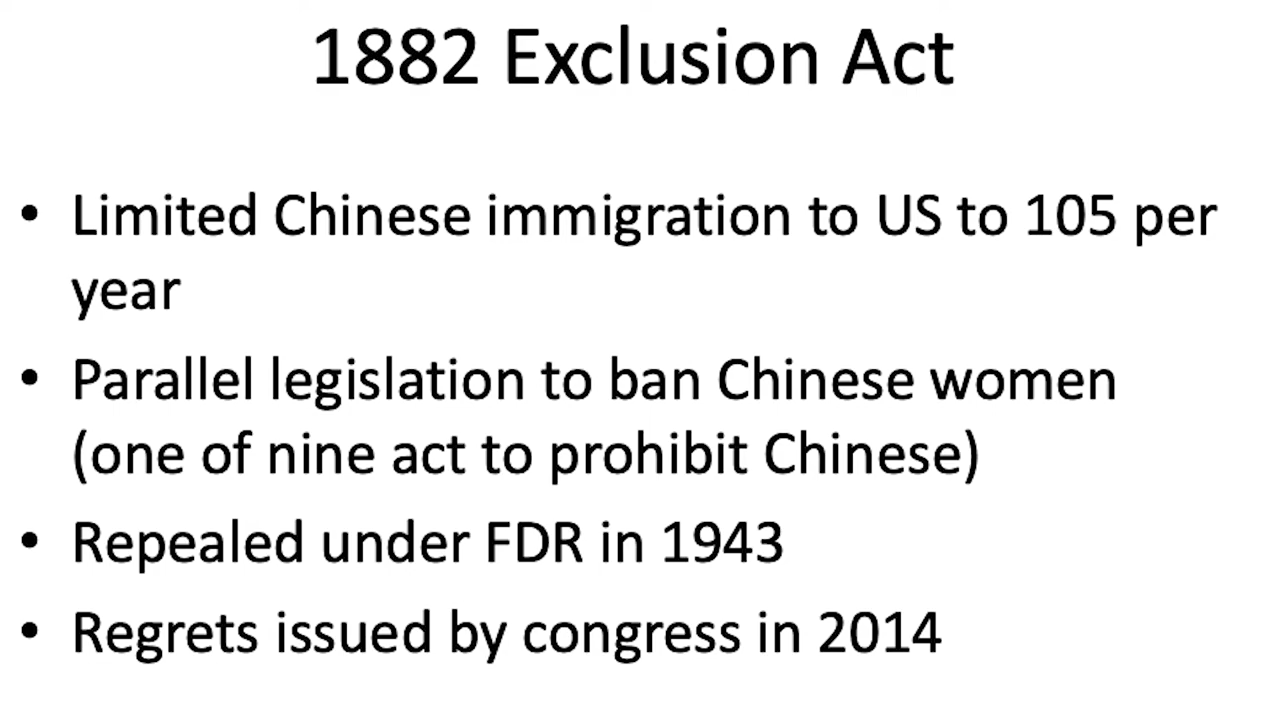 1882 Exclusion Act
• Limited Chinese immigration to US to 105 per
year
• Parallel legislation to ban Chinese women
(one of nine act to prohibit Chinese)
• Repealed under FDR in 1943
• Regrets issued by congress in 2014